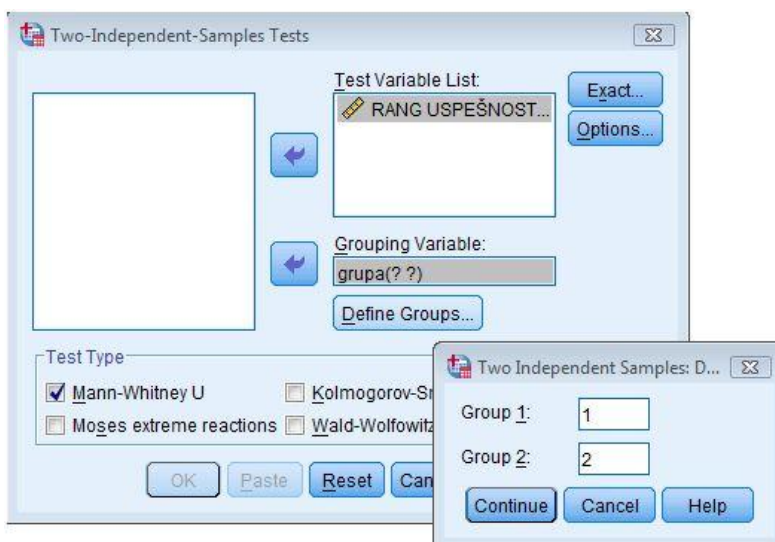 Two-Independent-Samples Tests
Test Variable List:
RANG USPEŠNOST...
Exact...
Options...
Grouping Variable:
grupa(? ?)
Define Groups...
Test Type
Mann-Whitney U
Moses extreme reactions
Wald-Wolfowitz
OK
Paste
Reset
Two Independent Samples: D...
Group 1:
1
Group 2:
2
Continue
Cancel
Help